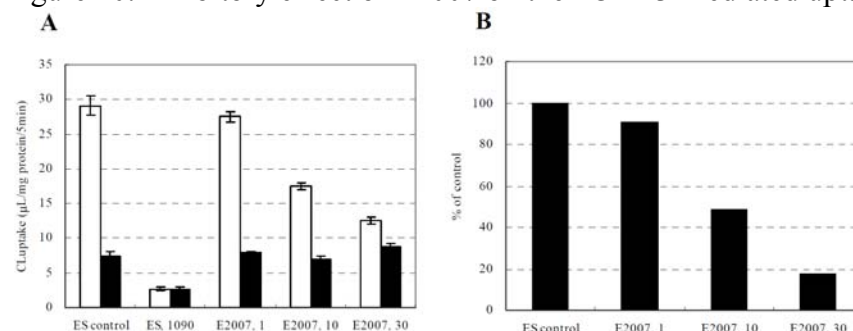 A
B
35
30
25
20
15
10
5
0
CLuptake (μL/mg protein/5min)
ES control ES, 1090 E2007, 1 E2007, 10 E2007, 30
120
100
80
60
40
20
0
% of control
ES control E2007, 1 E2007, 10 E2007, 30